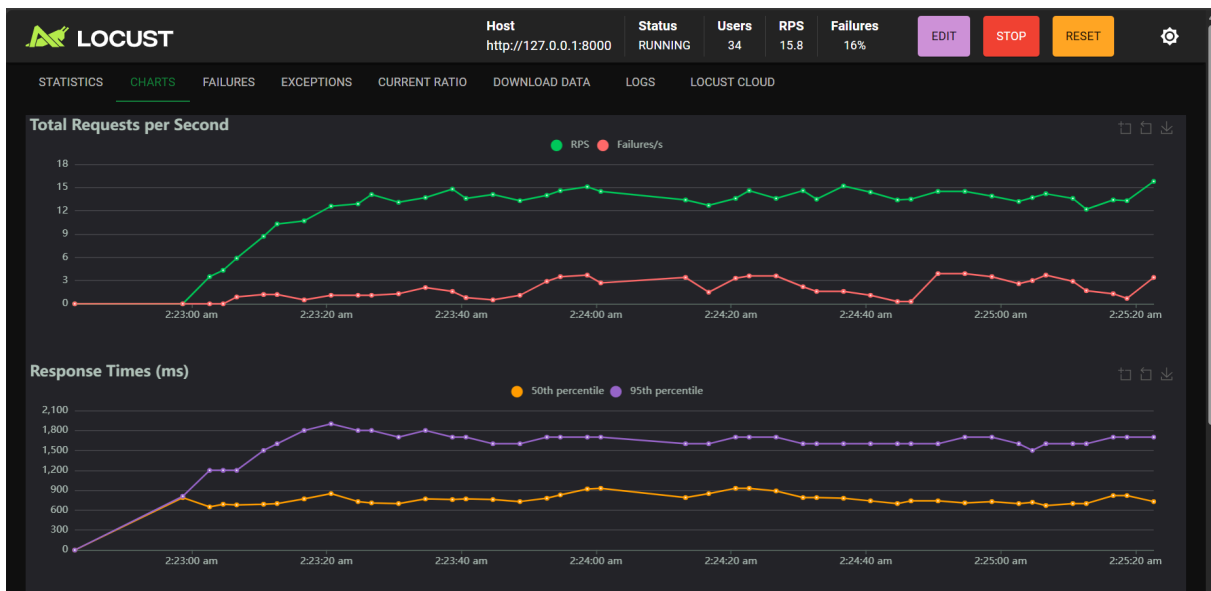 LOCUST
Host
http://127.0.0.1:8000
Status
RUNNING
Users
34
RPS
15.8
Failures
16%
EDIT
STOP
RESET
STATISTICS CHARTS FAILURES EXCEPTIONS CURRENT RATIO DOWNLOAD DATA LOGS LOCUST CLOUD
Total Requests per Second
RPS Failures/s
18
15
12
9
6
3
0
2:23:00 am 2:23:20 am 2:23:40 am 2:24:00 am 2:24:20 am 2:24:40 am 2:25:00 am 2:25:20 am
Response Times (ms)
50th percentile 95th percentile
2,100
1,800
1,500
1,200
900
600
300
0
2:23:00 am 2:23:20 am 2:23:40 am 2:24:00 am 2:24:20 am 2:24:40 am 2:25:00 am 2:25:20 am